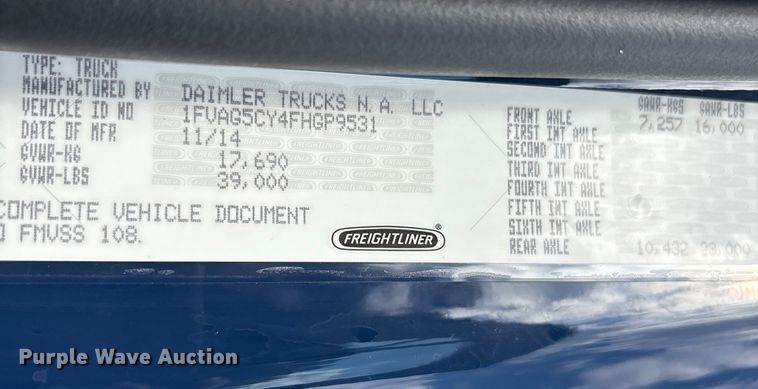 TYPE: TRUCK
MANUFACTURED BY DAIMLER TRUCKS N.A. LLC
VEHICLE ID NO 1FVAG5CY4FHGP9531
DATE OF MFR 11/14
GVWR-KG 17,690
GVWR-LBS 39,000
COMPLETE VEHICLE DOCUMENT
FMVSS 108.
FREIGHTLINER®
GAWR-KGS GAWR-LBS
FRONT AXLE 7,257 16,000
FIRST INT AXLE
SECOND INT AXLE
THIRD INT AXLE
FOURTH INT AXLE
FIFTH INT AXLE
SIXTH INT AXLE
REAR AXLE 10,432 23,000
Purple Wave Auction